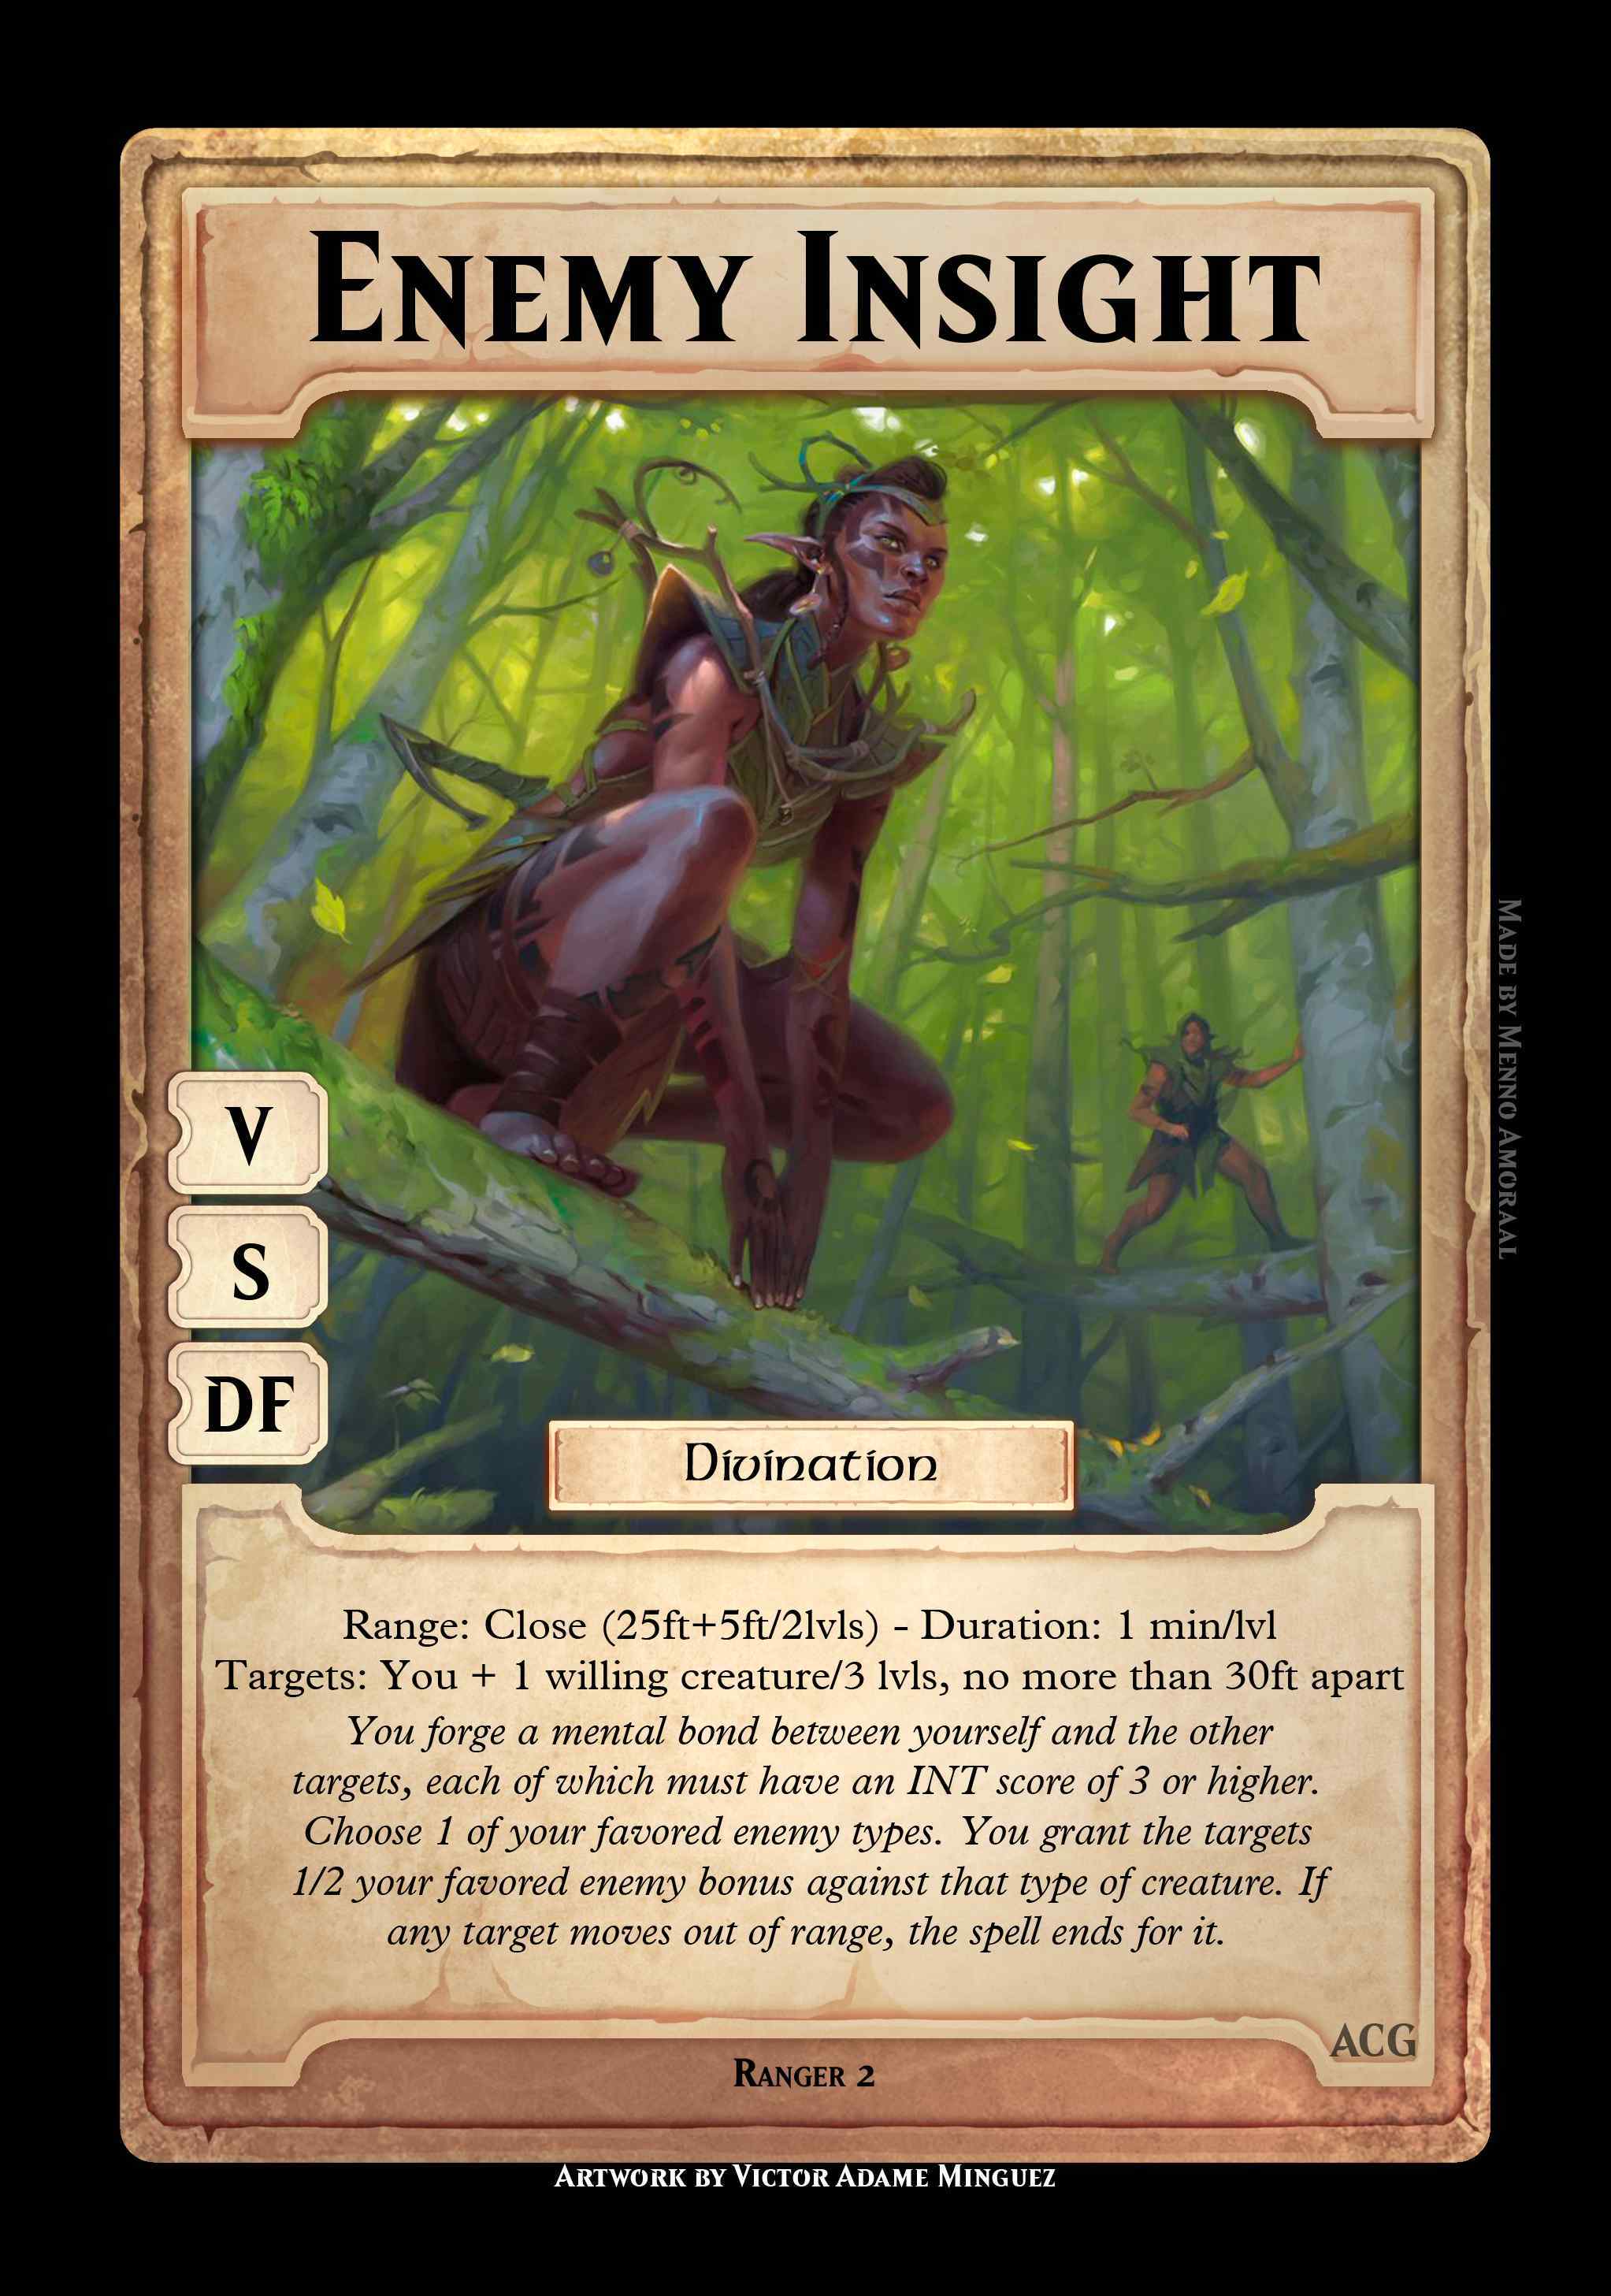 Enemy Insight
V
S
DF
Divination
Range: Close (25ft+5ft/2lvls) - Duration: 1 min/lvl
Targets: You + 1 willing creature/3 lvls, no more than 30ft apart
You forge a mental bond between yourself and the other
targets, each of which must have an INT score of 3 or higher.
Choose 1 of your favored enemy types. You grant the targets
1/2 your favored enemy bonus against that type of creature. If
any target moves out of range, the spell ends for it.
ACG
Ranger 2
Artwork by Victor Adame Minguez
Made by Menno Amoraal